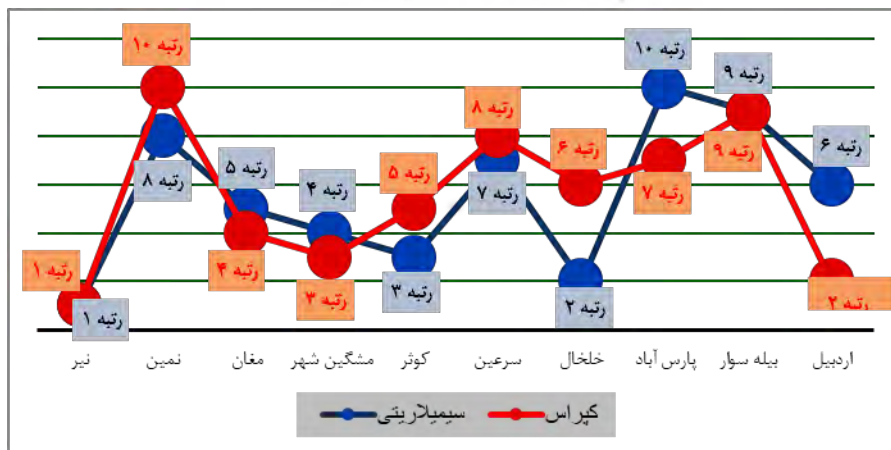 رتبه ۱۰
رتبه ۱۰
رتبه ۹
رتبه ۸
رتبه ۶
رتبه ۶
رتبه ۵
رتبه ۵
رتبه ۴
رتبه ۸
رتبه ۷
رتبه ۷
رتبه ۹
رتبه ۱
رتبه ۴
رتبه ۳
رتبه ۳
رتبه ۲
رتبه ۲
رتبه ۱
اردبیل
بیله سوار
پارس آباد
خلخال
سرعین
کوثر
مشگین شهر
مغان
نمین
نیر
کپراس
سیمیلاریتی